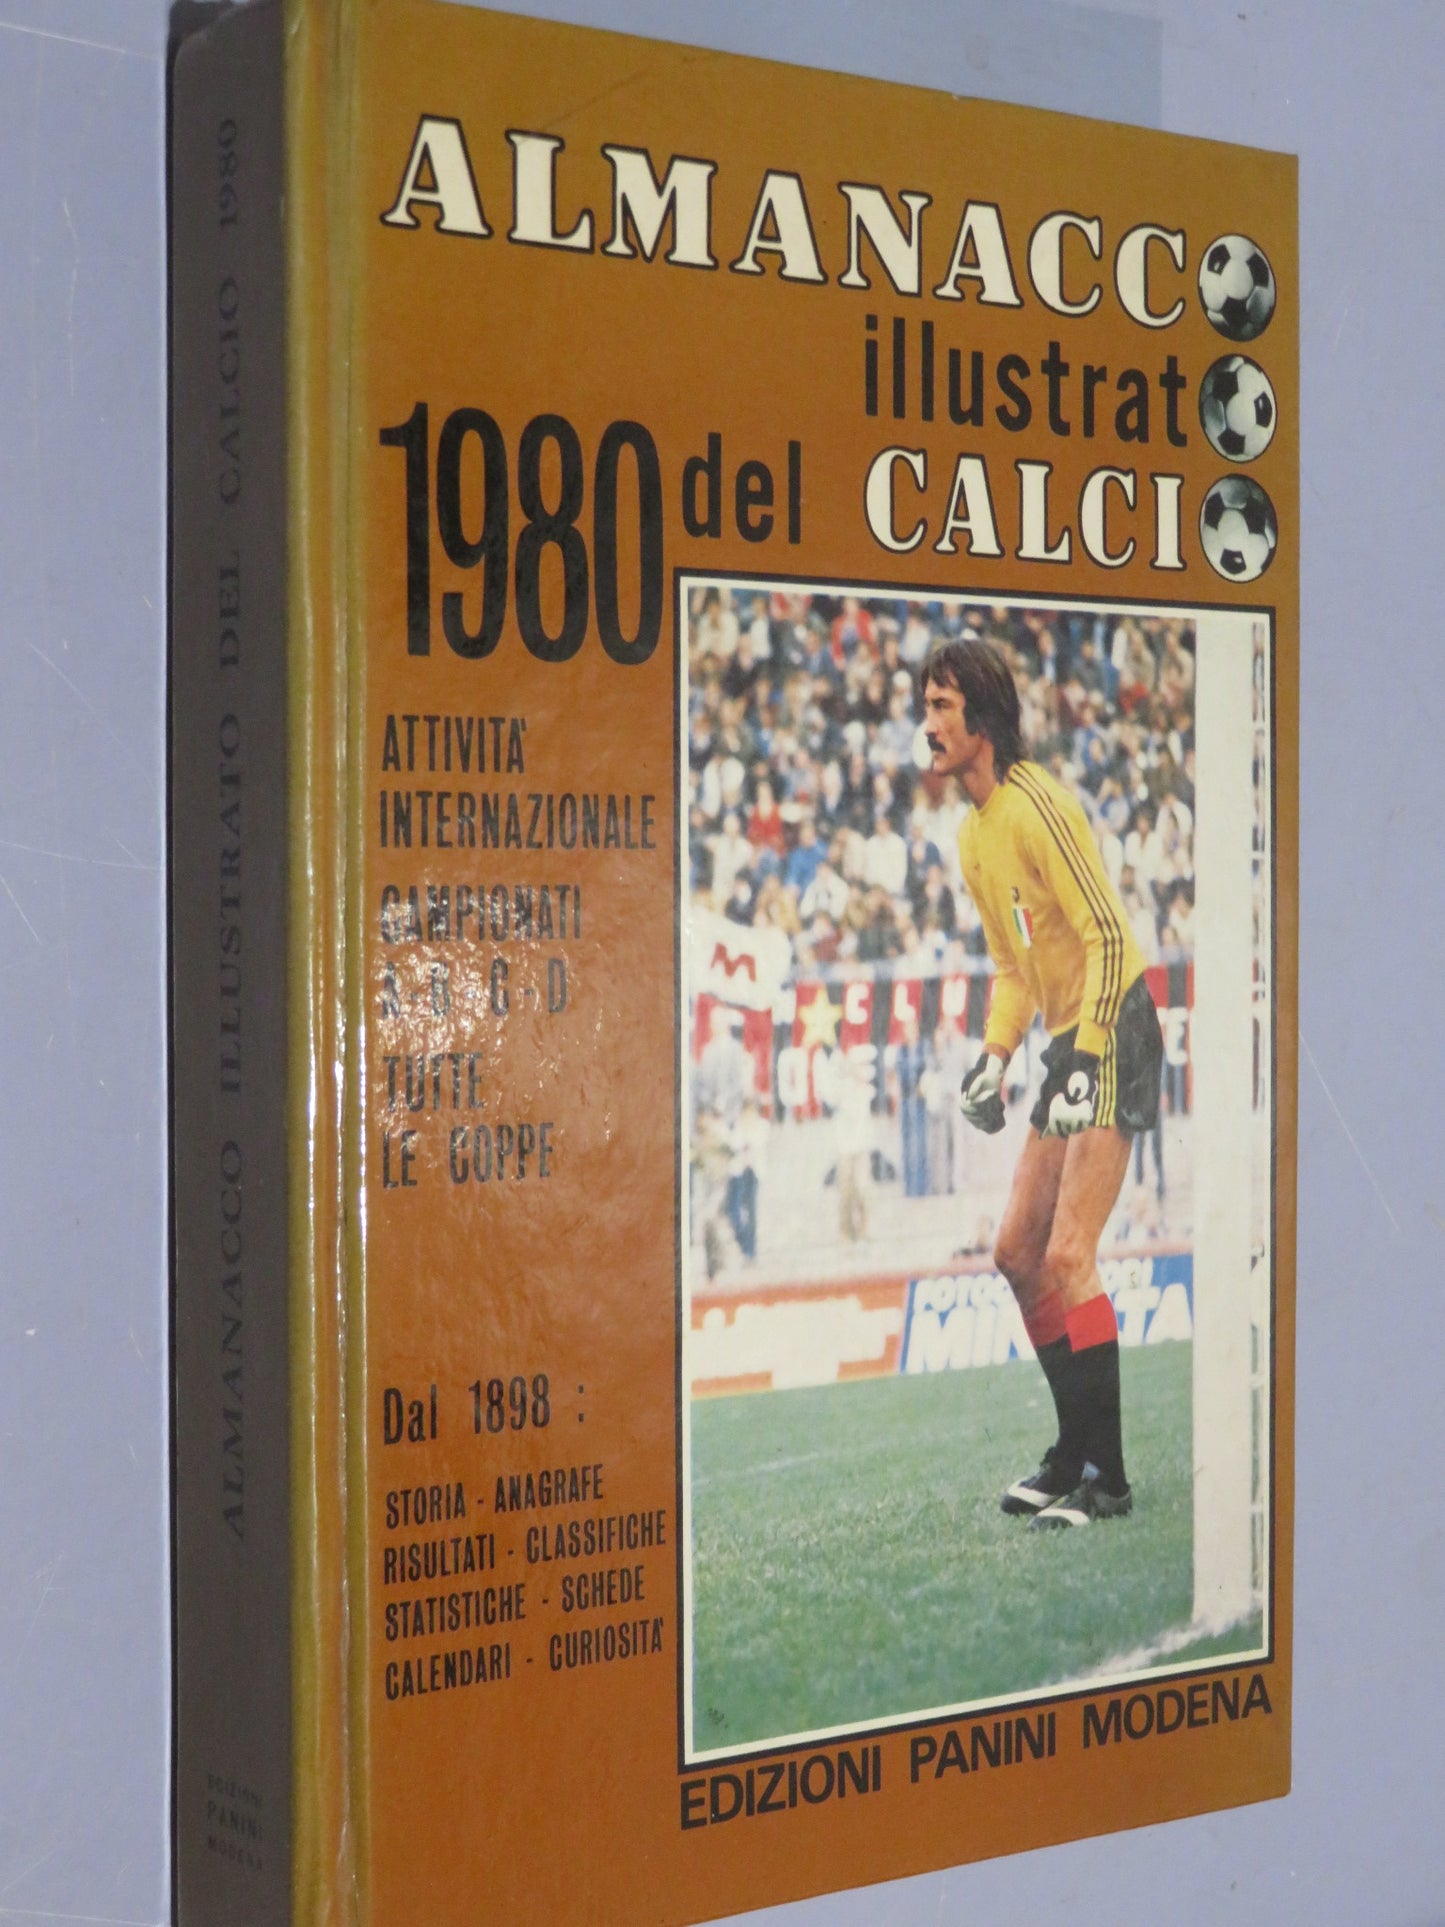 ALMANACCO
illustrato
1980 del CALCIO
ATTIVITA'
INTERNAZIONALE
CAMPIONATI
A - B - C - D
TUTTE
LE COPPE
Dal 1898 :
STORIA - ANAGRAFE
RISULTATI - CLASSIFICHE
STATISTICHE - SCHEDE
CALENDARI - CURIOSITA'
EDIZIONI PANINI MODENA
ALMANACCO ILLUSTRATO DEL CALCIO 1980
EDIZIONI
PANINI
MODENA